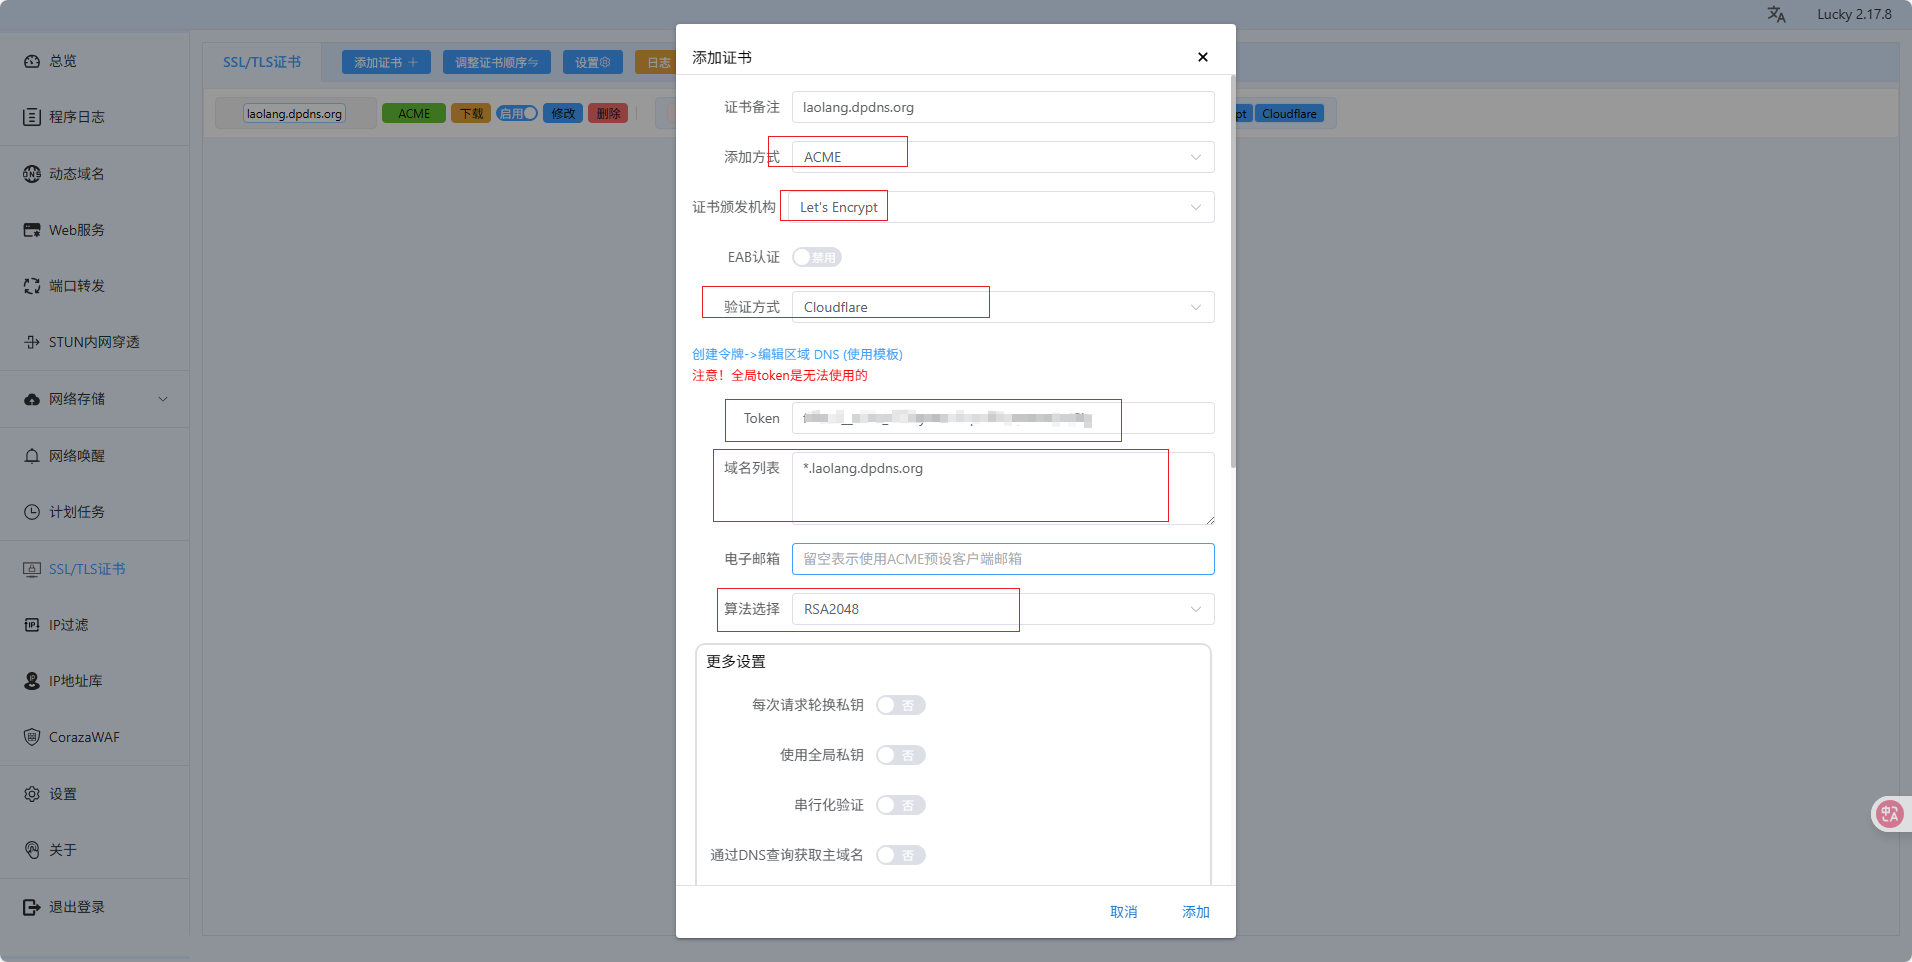 Lucky 2.17.8
总览
程序日志
动态域名
Web服务
端口转发
STUN内网穿透
网络存储
网络唤醒
计划任务
SSL/TLS证书
IP过滤
IP地址库
CorazaWAF
设置
关于
退出登录
SSL/TLS证书
添加证书
调整证书顺序
设置
日志
laolang.dpdns.org
ACME
下载
启用
修改
删除
pt
Cloudflare
添加证书
证书备注 laolang.dpdns.org
添加方式 ACME
证书颁发机构 Let's Encrypt
EAB认证 禁用
验证方式 Cloudflare
创建令牌->编辑区域 DNS (使用模板)
注意！全局token是无法使用的
Token
域名列表 *.laolang.dpdns.org
电子邮箱 留空表示使用ACME预设客户端邮箱
算法选择 RSA2048
更多设置
每次请求轮换私钥 否
使用全局私钥 否
串行化验证 否
通过DNS查询获取主域名 否
取消 添加